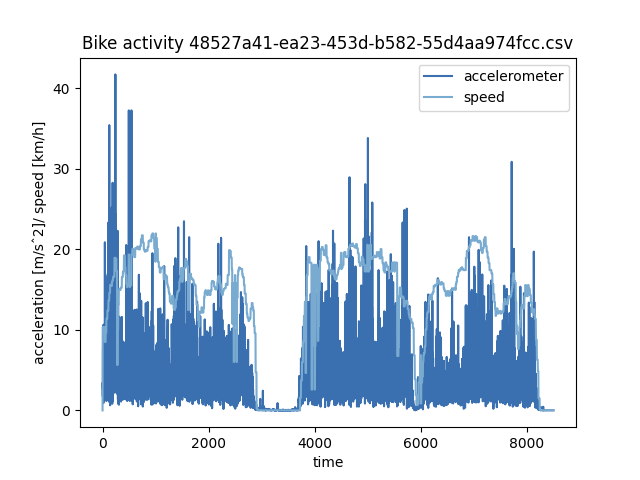 Bike activity 48527a41-ea23-453d-b582-55d4aa974fcc.csv
accelerometer
speed
acceleration [m/s^2]/ speed [km/h]
40
30
20
10
0
0 2000 4000 6000 8000
time